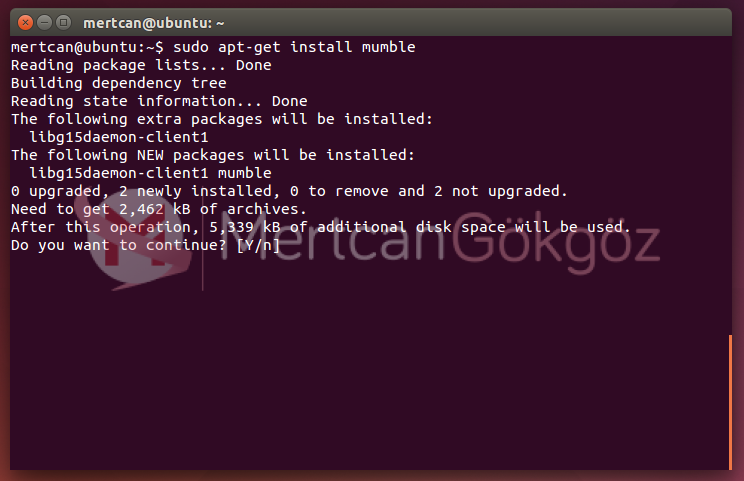 mertcan@ubuntu: ~
mertcan@ubuntu:~$ sudo apt-get install mumble
Reading package lists... Done
Building dependency tree
Reading state information... Done
The following extra packages will be installed:
  libg15daemon-client1
The following NEW packages will be installed:
  libg15daemon-client1 mumble
0 upgraded, 2 newly installed, 0 to remove and 2 not upgraded.
Need to get 2,462 kB of archives.
After this operation, 5,339 kB of additional disk space will be used.
Do you want to continue? [Y/n]
MertcanGökgöz